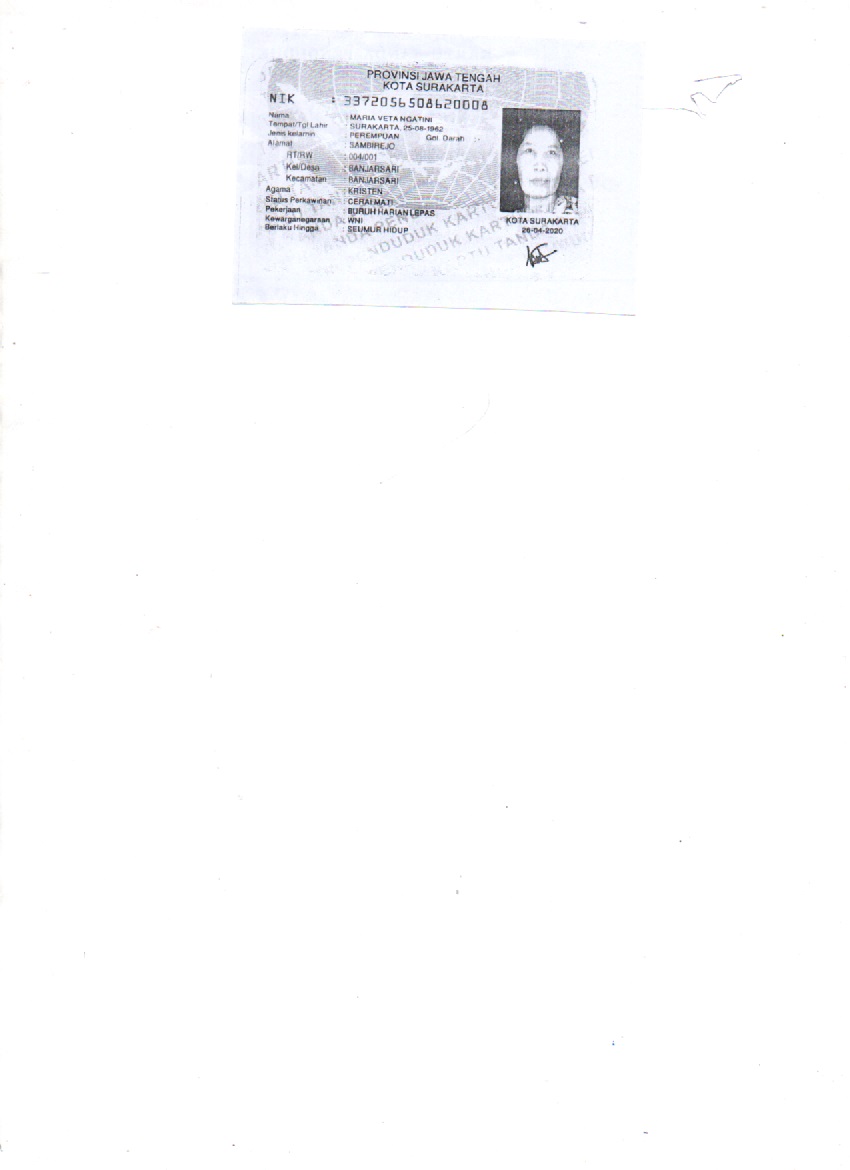 PROVINSI JAWA TENGAH
KOTA SURAKARTA
NIK : 3372056508620008
Nama : MARIA VETA NGATINI
Tempat/Tgl Lahir : SURAKARTA, 25-08-1962
Jenis kelamin : PEREMPUAN Gol. Darah : -
Alamat : SAMBIREJO
RT/RW : 004/001
Kel/Desa : BANJARSARI
Kecamatan : BANJARSARI
Agama : KRISTEN
Status Perkawinan : CERAI MATI
Pekerjaan : BURUH HARIAN LEPAS
Kewarganegaraan : WNI
Berlaku Hingga : SEUMUR HIDUP
KOTA SURAKARTA
26-04-2020